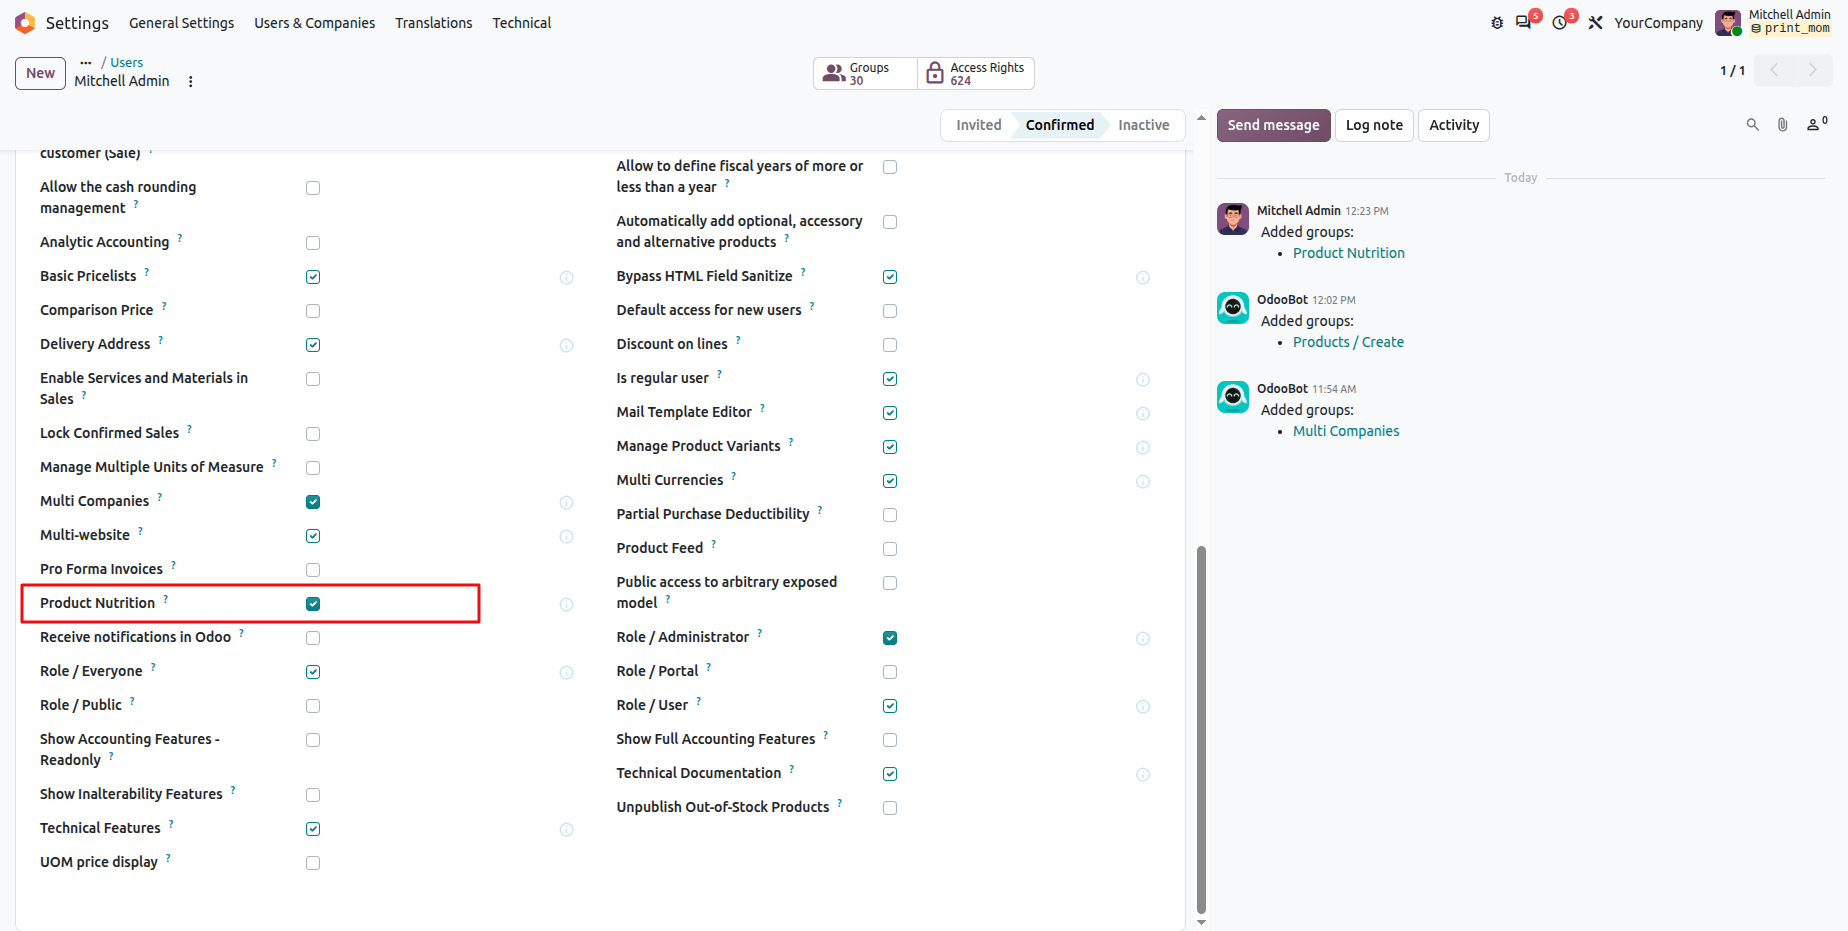 Settings General Settings Users & Companies Translations Technical 5 3 YourCompany Mitchell Admin
print_mom
New ... / Users
Mitchell Admin
Groups
30
Access Rights
624
1 / 1
Invited Confirmed Inactive
Send message Log note Activity 0
customer (Sale) ?
Allow the cash rounding
management ?
Analytic Accounting ?
Basic Pricelists ?
Comparison Price ?
Delivery Address ?
Enable Services and Materials in
Sales ?
Lock Confirmed Sales ?
Manage Multiple Units of Measure ?
Multi Companies ?
Multi-website ?
Pro Forma Invoices ?
Product Nutrition ?
Receive notifications in Odoo ?
Role / Everyone ?
Role / Public ?
Show Accounting Features -
Readonly ?
Show Inalterability Features ?
Technical Features ?
UOM price display ?
Allow to define fiscal years of more or
less than a year ?
Automatically add optional, accessory
and alternative products ?
Bypass HTML Field Sanitize ?
Default access for new users ?
Discount on lines ?
Is regular user ?
Mail Template Editor ?
Manage Product Variants ?
Multi Currencies ?
Partial Purchase Deductibility ?
Product Feed ?
Public access to arbitrary exposed
model ?
Role / Administrator ?
Role / Portal ?
Role / User ?
Show Full Accounting Features ?
Technical Documentation ?
Unpublish Out-of-Stock Products ?
Today
Mitchell Admin 12:23 PM
Added groups:
• Product Nutrition
OdooBot 12:02 PM
Added groups:
• Products / Create
OdooBot 11:54 AM
Added groups:
• Multi Companies